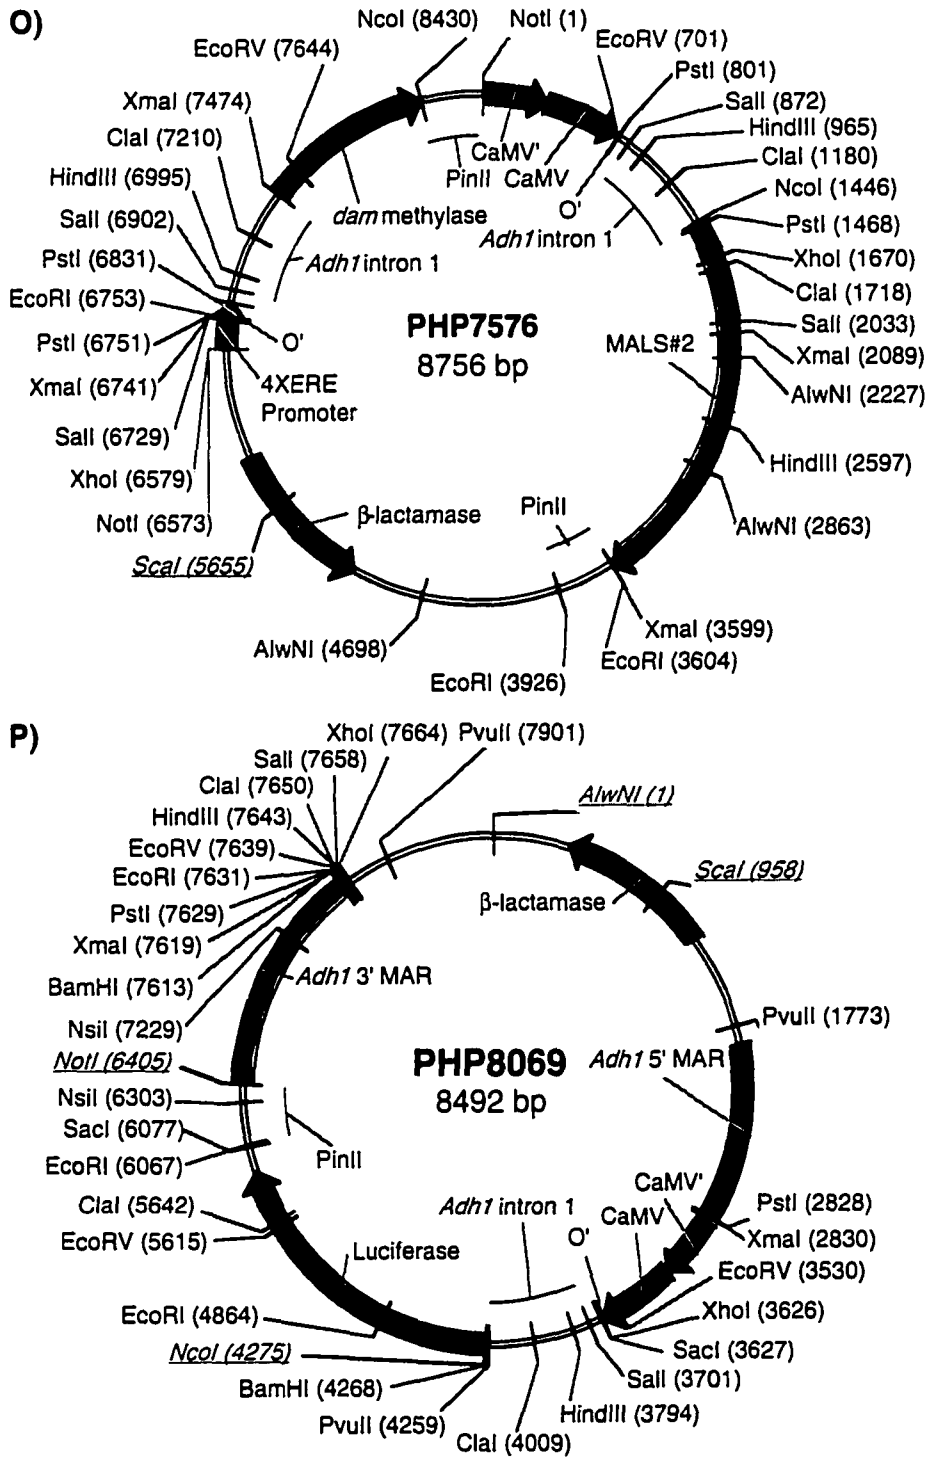 O)
NcoI (8430)
NotI (1)
EcoRV (7644)
EcoRV (701)
PstI (801)
XmaI (7474)
SalI (872)
ClaI (7210)
HindIII (965)
HindIII (6995)
ClaI (1180)
SalI (6902)
NcoI (1446)
PstI (6831)
PstI (1468)
EcoRI (6753)
XhoI (1670)
PstI (6751)
ClaI (1718)
XmaI (6741)
SalI (2033)
SalI (6729)
XmaI (2089)
XhoI (6579)
AlwNI (2227)
NotI (6573)
HindIII (2597)
ScaI (5655)
AlwNI (2863)
AlwNI (4698)
XmaI (3599)
EcoRI (3926)
EcoRI (3604)
CaMV'
PinII
CaMV
O'
dam methylase
Adh1 intron 1
Adh1 intron 1
PHP7576
8756 bp
MALS#2
O'
4XERE
Promoter
β-lactamase
PinII
P)
XhoI (7664)
PvuII (7901)
SalI (7658)
ClaI (7650)
AlwNI (1)
HindIII (7643)
EcoRV (7639)
EcoRI (7631)
ScaI (958)
PstI (7629)
β-lactamase
XmaI (7619)
Adh1 3' MAR
BamHI (7613)
NsiI (7229)
PvuII (1773)
NotI (6405)
PHP8069
8492 bp
Adh1 5' MAR
NsiI (6303)
SacI (6077)
EcoRI (6067)
PinII
ClaI (5642)
EcoRV (5615)
Adh1 intron 1
CaMV'
CaMV
O'
PstI (2828)
XmaI (2830)
Luciferase
EcoRV (3530)
EcoRI (4864)
XhoI (3626)
NcoI (4275)
SacI (3627)
BamHI (4268)
SalI (3701)
PvuII (4259)
HindIII (3794)
ClaI (4009)